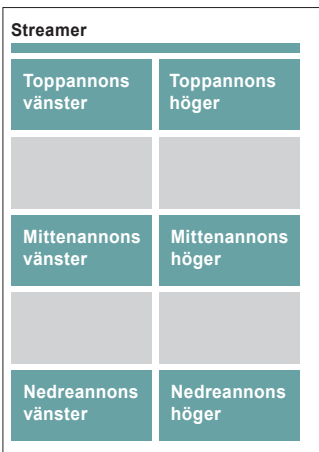 Streamer
Toppannons
vänster
Toppannons
höger
Mittenannons
vänster
Mittenannons
höger
Nedreannons
vänster
Nedreannons
höger